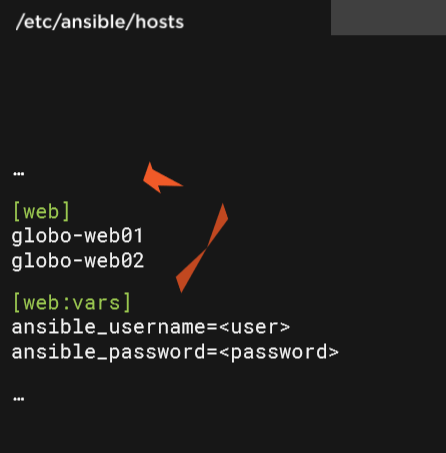 /etc/ansible/hosts
…
[web]
globo-web01
globo-web02
[web:vars]
ansible_username=<user>
ansible_password=<password>
…